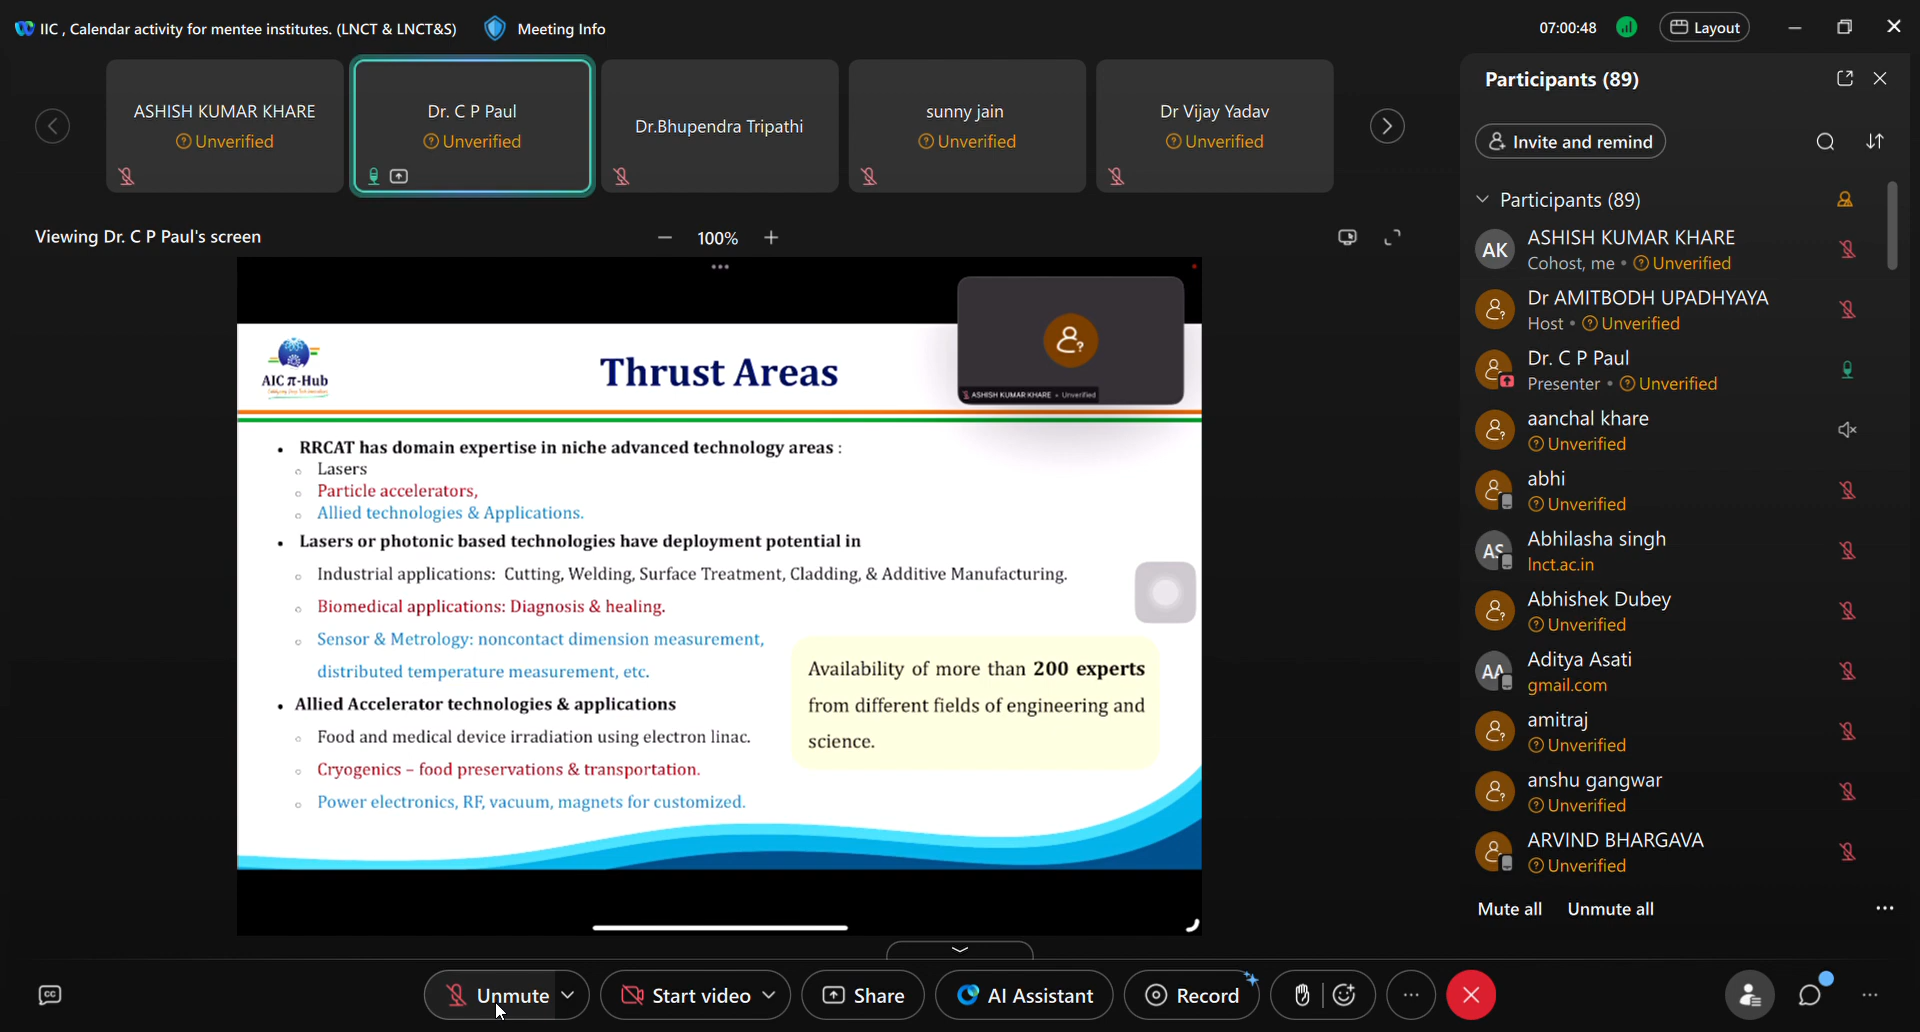 IIC , Calendar activity for mentee institutes. (LNCT & LNCT&S)
Meeting Info
07:00:48
Layout
ASHISH KUMAR KHARE
Unverified
Dr. C P Paul
Unverified
Dr.Bhupendra Tripathi
sunny jain
Unverified
Dr Vijay Yadav
Unverified
Viewing Dr. C P Paul's screen
100%
AIC π-Hub
Thrust Areas
ASHISH KUMAR KHARE • Unverified
• RRCAT has domain expertise in niche advanced technology areas :
○ Lasers
○ Particle accelerators,
○ Allied technologies & Applications.
• Lasers or photonic based technologies have deployment potential in
○ Industrial applications: Cutting, Welding, Surface Treatment, Cladding, & Additive Manufacturing.
○ Biomedical applications: Diagnosis & healing.
○ Sensor & Metrology: noncontact dimension measurement,
distributed temperature measurement, etc.
• Allied Accelerator technologies & applications
○ Food and medical device irradiation using electron linac.
○ Cryogenics – food preservations & transportation.
○ Power electronics, RF, vacuum, magnets for customized.
Availability of more than 200 experts
from different fields of engineering and
science.
Participants (89)
Invite and remind
Participants (89)
AK
ASHISH KUMAR KHARE
Cohost, me • Unverified
Dr AMITBODH UPADHYAYA
Host • Unverified
Dr. C P Paul
Presenter • Unverified
aanchal khare
Unverified
abhi
Unverified
AS
Abhilasha singh
lnct.ac.in
Abhishek Dubey
Unverified
AA
Aditya Asati
gmail.com
amitraj
Unverified
anshu gangwar
Unverified
ARVIND BHARGAVA
Unverified
Mute all
Unmute all
CC
Unmute
Start video
Share
AI Assistant
Record